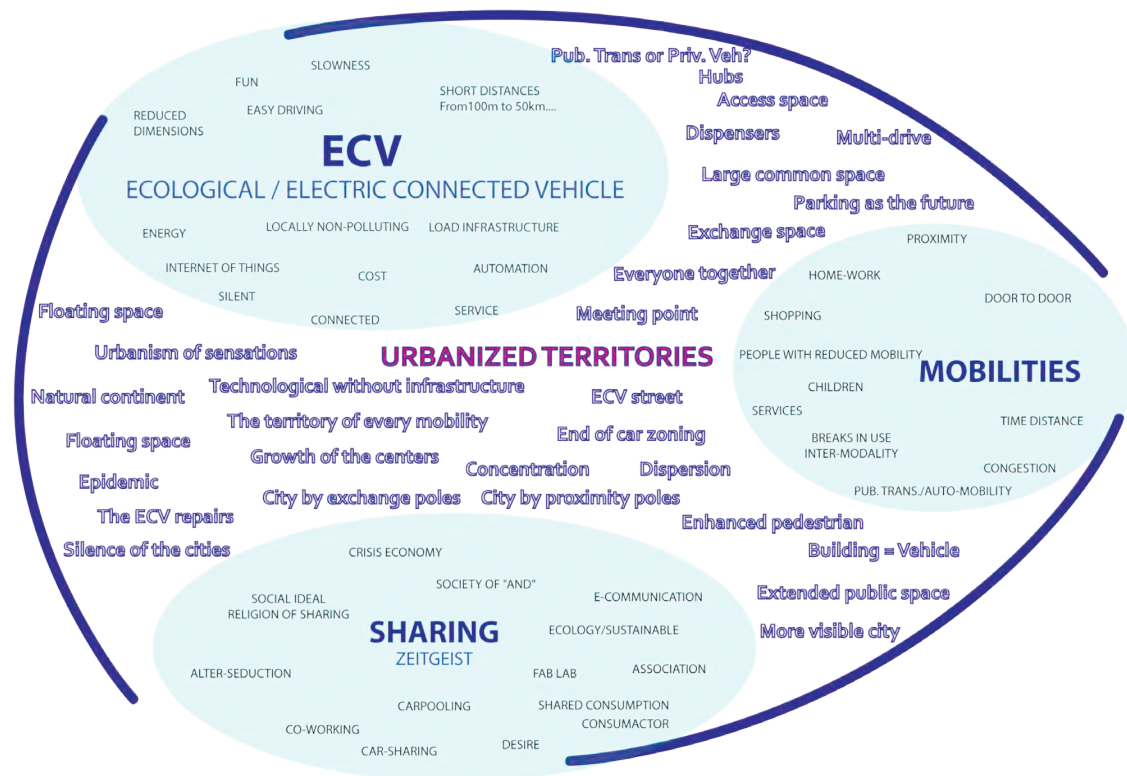 SLOWNESS
FUN
SHORT DISTANCES
From100m to 50km....
EASY DRIVING
REDUCED
DIMENSIONS
ECV
ECOLOGICAL / ELECTRIC CONNECTED VEHICLE
LOCALLY NON-POLLUTING
LOAD INFRASTRUCTURE
ENERGY
INTERNET OF THINGS
COST
AUTOMATION
SILENT
CONNECTED
SERVICE
Pub. Trans or Priv. Veh?
Hubs
Access space
Dispensers
Multi-drive
Large common space
Parking as the future
Exchange space
Everyone together
Meeting point
PROXIMITY
HOME-WORK
DOOR TO DOOR
SHOPPING
PEOPLE WITH REDUCED MOBILITY
MOBILITIES
CHILDREN
SERVICES
TIME DISTANCE
BREAKS IN USE
INTER-MODALITY
CONGESTION
PUB. TRANS./AUTO-MOBILITY
URBANIZED TERRITORIES
Floating space
Urbanism of sensations
Natural continent
Technological without infrastructure
ECV street
The territory of every mobility
Floating space
End of car zoning
Growth of the centers
Concentration
Dispersion
Epidemic
City by exchange poles
City by proximity poles
The ECV repairs
Silence of the cities
Enhanced pedestrian
Building = Vehicle
Extended public space
More visible city
CRISIS ECONOMY
SOCIETY OF "AND"
SOCIAL IDEAL
RELIGION OF SHARING
E-COMMUNICATION
SHARING
ZEITGEIST
ECOLOGY/SUSTAINABLE
ALTER-SEDUCTION
FAB LAB
ASSOCIATION
CARPOOLING
SHARED CONSUMPTION
CONSUMACTOR
CO-WORKING
CAR-SHARING
DESIRE